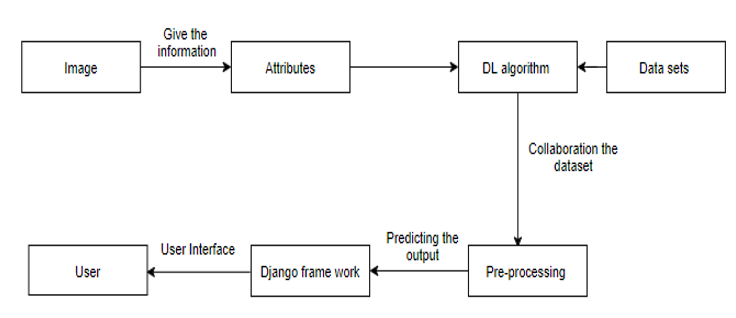 Give the
information
Image
Attributes
DL algorithm
Data sets
Collaboration the
dataset
User
User Interface
Django frame work
Predicting the
output
Pre-processing